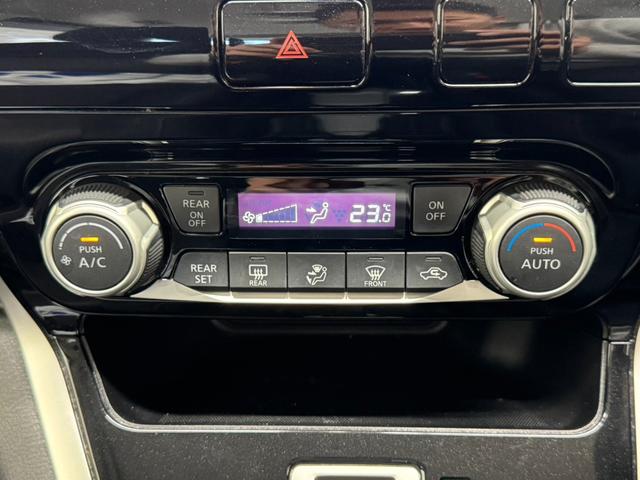 REAR
ON
OFF
23.0 °C
ON
OFF
PUSH
A/C
PUSH
AUTO
REAR
SET
REAR
FRONT